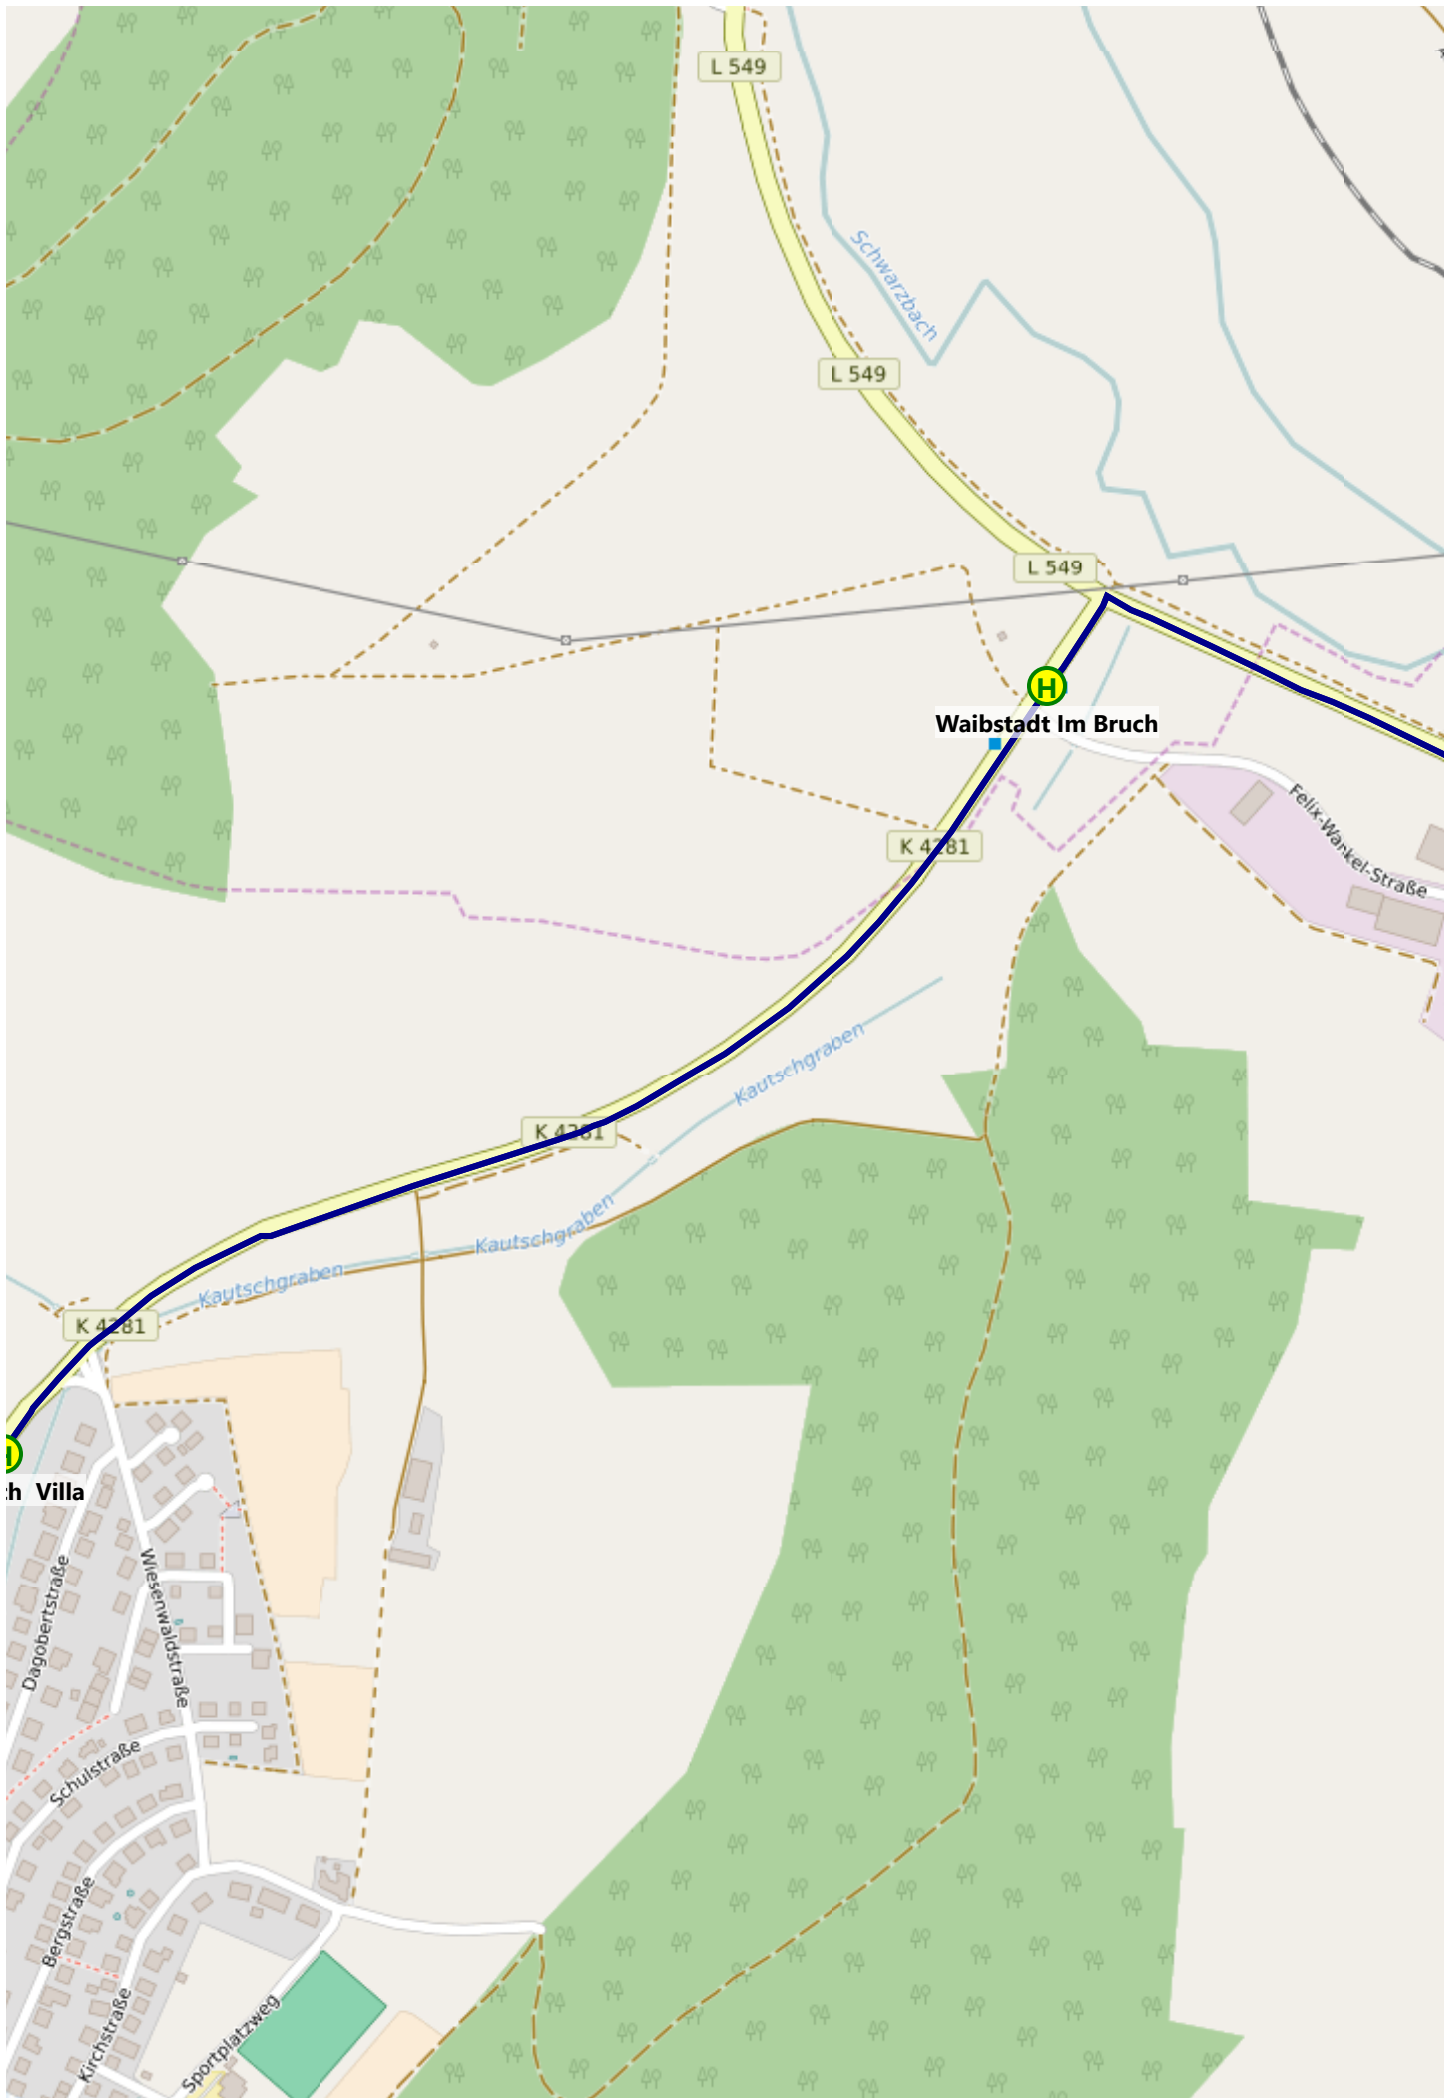 L 549
Schwarzbach
L 549
L 549
H
Waibstadt Im Bruch
Felix-Wankel-Straße
K 4281
Kautschgraben
K 4281
Kautschgraben
Kautschgraben
K 4281
H
ch Villa
Dagobertstraße
Wiesenwaldstraße
Schulstraße
Bergstraße
Kirchstraße
Sportplatzweg